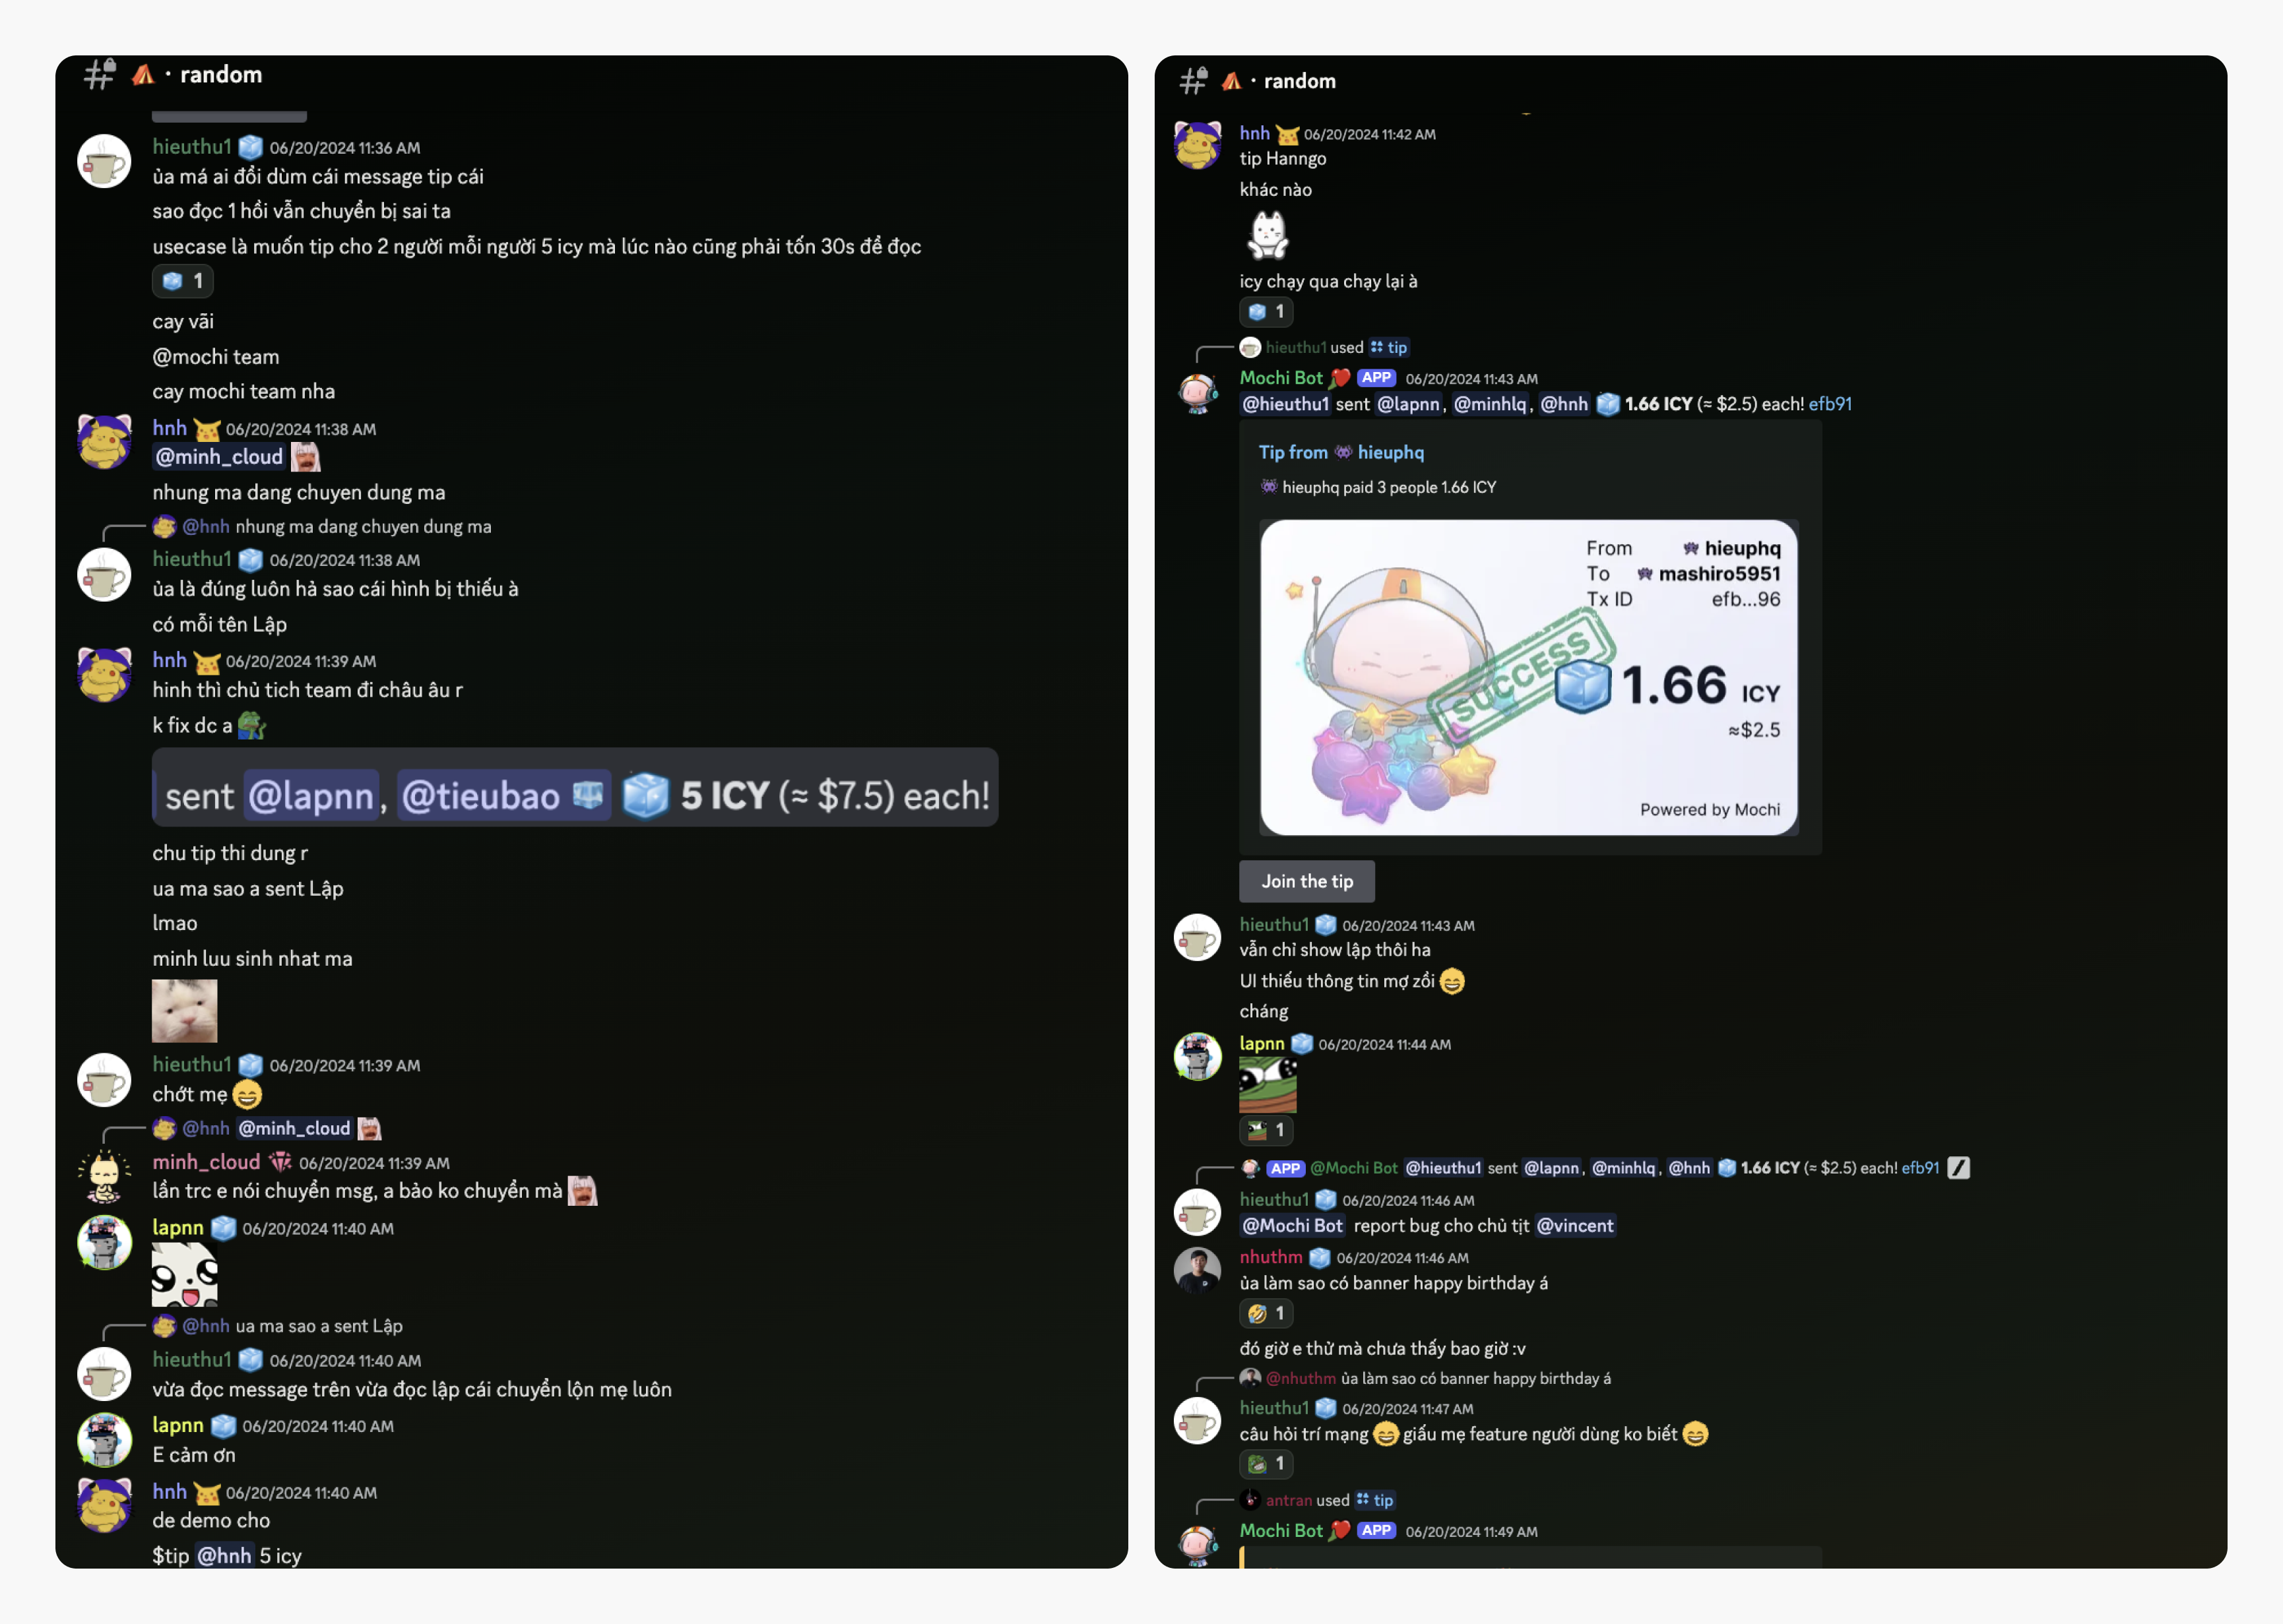 · random
hieuthu1 06/20/2024 11:36 AM
ủa má ai đổi dùm cái message tip cái
sao đọc 1 hồi vẫn chuyển bị sai ta
usecase là muốn tip cho 2 người mỗi người 5 icy mà lúc nào cũng phải tốn 30s để đọc
1
cay vãi
@mochi team
cay mochi team nha
hnh 06/20/2024 11:38 AM
@minh_cloud
nhung ma dang chuyen dung ma
@hnh nhung ma dang chuyen dung ma
hieuthu1 06/20/2024 11:38 AM
ủa là đúng luôn hả sao cái hình bị thiếu à
có mỗi tên Lập
hnh 06/20/2024 11:39 AM
hinh thì chủ tich team đi châu âu r
k fix dc a
sent @lapnn, @tieubao 5 ICY (≈ $7.5) each!
chu tip thi dung r
ua ma sao a sent Lập
lmao
minh luu sinh nhat ma
hieuthu1 06/20/2024 11:39 AM
chớt mẹ
@hnh @minh_cloud
minh_cloud 06/20/2024 11:39 AM
lần trc e nói chuyển msg, a bảo ko chuyển mà
lapnn 06/20/2024 11:40 AM
@hnh ua ma sao a sent Lập
hieuthu1 06/20/2024 11:40 AM
vừa đọc message trên vừa đọc lập cái chuyển lộn mẹ luôn
lapnn 06/20/2024 11:40 AM
E cảm ơn
hnh 06/20/2024 11:40 AM
de demo cho
$tip @hnh 5 icy
· random
hnh 06/20/2024 11:42 AM
tip Hanngo
khác nào
icy chạy qua chạy lại à
1
hieuthu1 used tip
Mochi Bot APP 06/20/2024 11:43 AM
@hieuthu1 sent @lapnn, @minhlq, @hnh 1.66 ICY (≈ $2.5) each! efb91
Tip from hieuphq
hieuphq paid 3 people 1.66 ICY
From hieuphq
To mashiro5951
Tx ID efb...96
SUCCESS
1.66 ICY
≈$2.5
Powered by Mochi
Join the tip
hieuthu1 06/20/2024 11:43 AM
vẫn chỉ show lập thôi ha
UI thiếu thông tin mợ zồi
cháng
lapnn 06/20/2024 11:44 AM
1
APP @Mochi Bot @hieuthu1 sent @lapnn, @minhlq, @hnh 1.66 ICY (≈ $2.5) each! efb91
hieuthu1 06/20/2024 11:46 AM
@Mochi Bot report bug cho chủ tịt @vincent
nhuthm 06/20/2024 11:46 AM
ủa làm sao có banner happy birthday á
1
đó giờ e thử mà chưa thấy bao giờ :v
@nhuthm ủa làm sao có banner happy birthday á
hieuthu1 06/20/2024 11:47 AM
câu hỏi trí mạng giấu mẹ feature người dùng ko biết
1
antran used tip
Mochi Bot APP 06/20/2024 11:49 AM